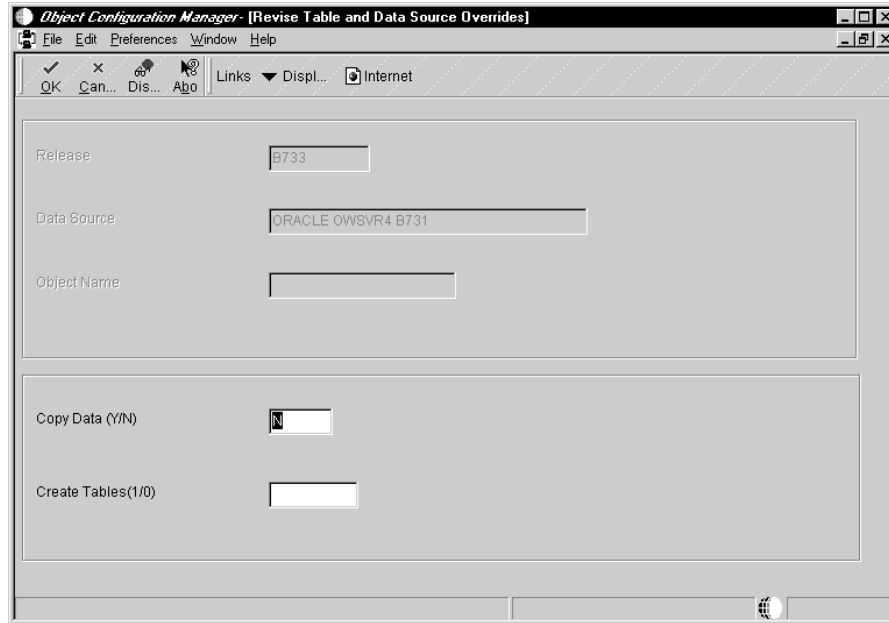 Object Configuration Manager - [Revise Table and Data Source Overrides]
File Edit Preferences Window Help
OK Can... Dis... Abo Links Displ... Internet
Release B733
Data Source ORACLE OWSVR4 B731
Object Name
Copy Data (Y/N) N
Create Tables(1/0)